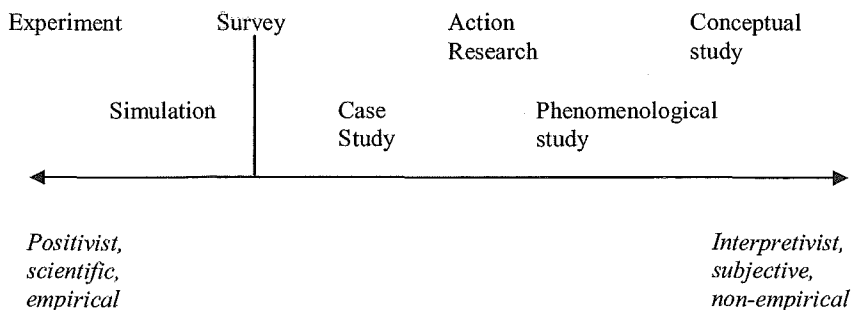 Experiment Survey Action Conceptual
Research study
Simulation Case Phenomenological
Study study
Positivist, Interpretivist,
scientific, subjective,
empirical non-empirical